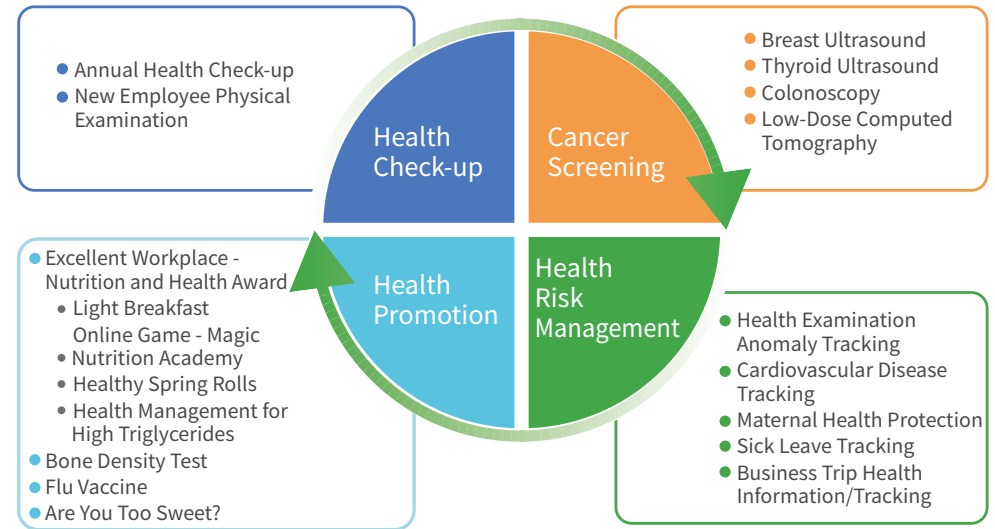 Annual Health Check-up
New Employee Physical
Examination
Health
Check-up
Cancer
Screening
Breast Ultrasound
Thyroid Ultrasound
Colonoscopy
Low-Dose Computed
Tomography
Excellent Workplace -
Nutrition and Health Award
Light Breakfast
Online Game - Magic
Nutrition Academy
Healthy Spring Rolls
Health Management for
High Triglycerides
Bone Density Test
Flu Vaccine
Are You Too Sweet?
Health
Promotion
Health
Risk
Management
Health Examination
Anomaly Tracking
Cardiovascular Disease
Tracking
Maternal Health Protection
Sick Leave Tracking
Business Trip Health
Information/Tracking